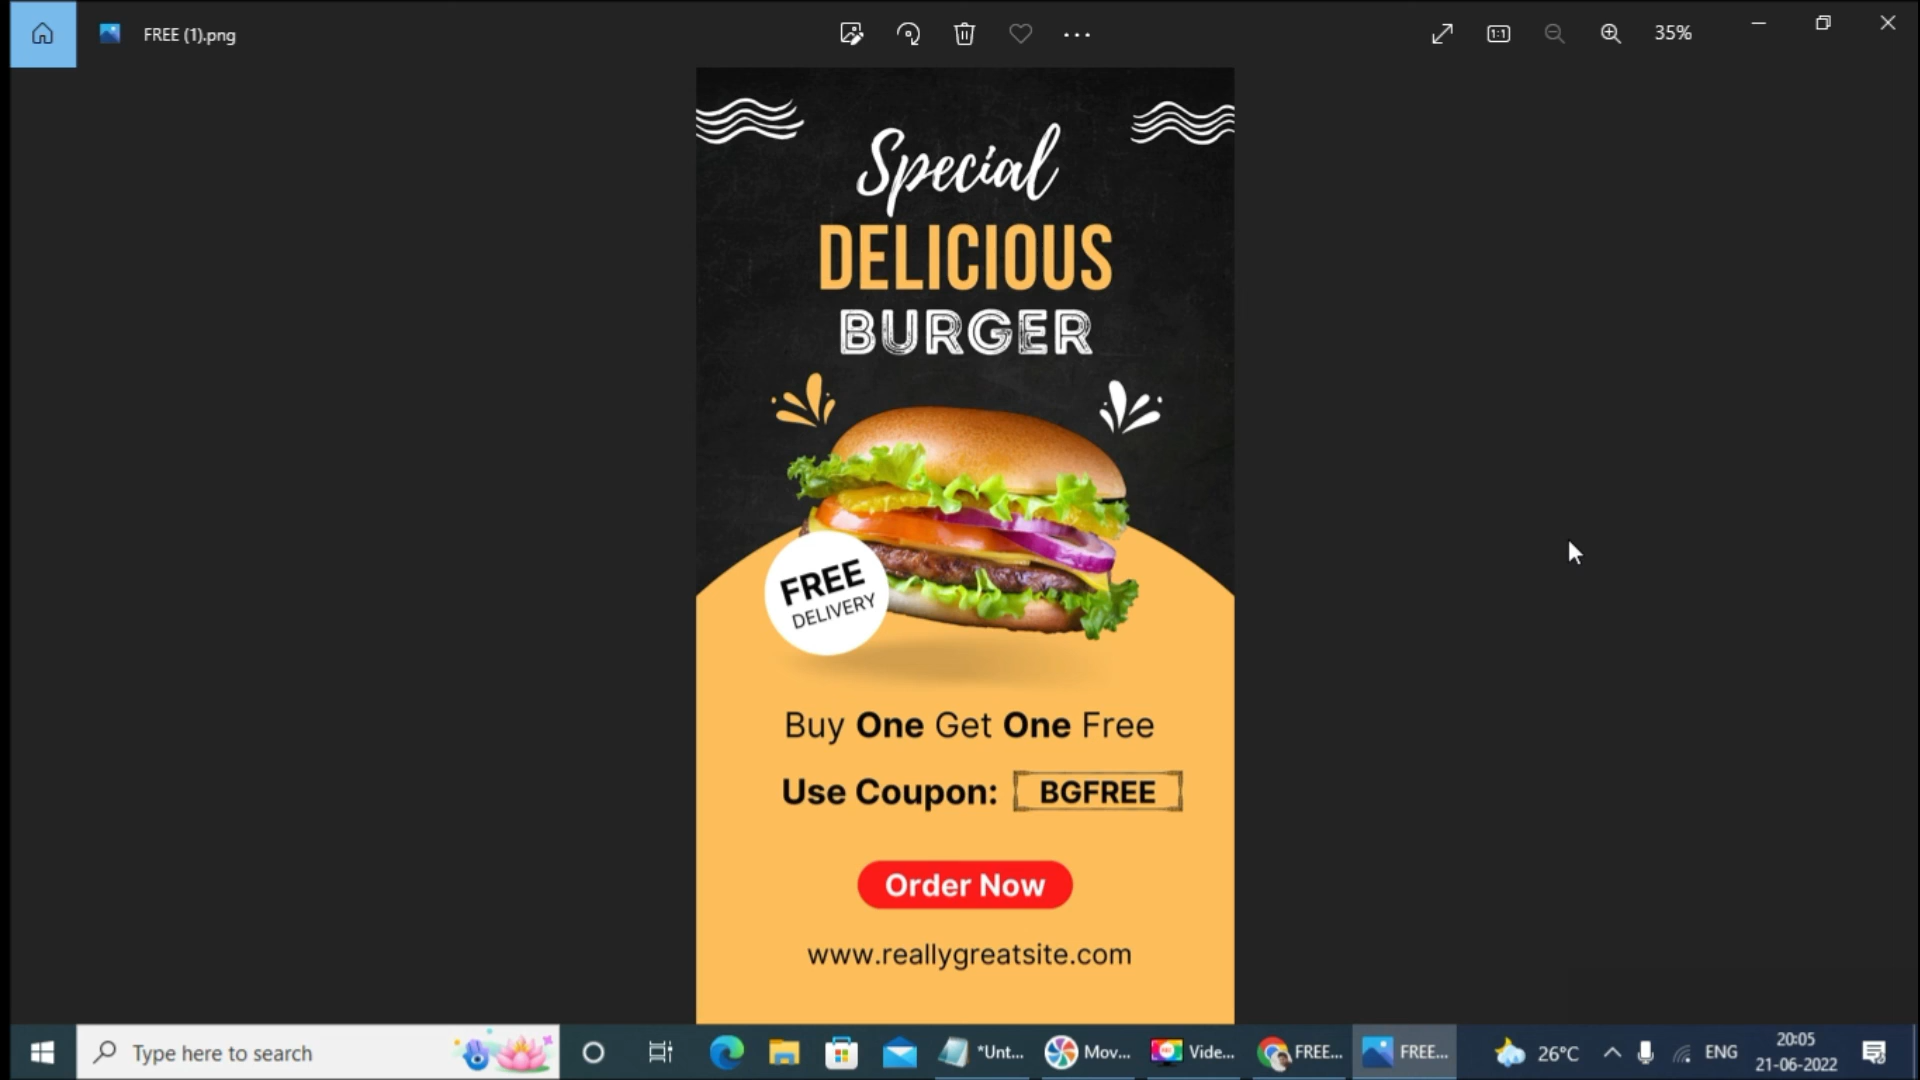 FREE (1).png
35%
Special
DELICIOUS
BURGER
FREE
DELIVERY
Buy One Get One Free
Use Coupon: BGFREE
Order Now
www.reallygreatsite.com
Type here to search
*Unt...
Mov...
Vide...
FREE...
FREE...
26°C
ENG
20:05
21-06-2022